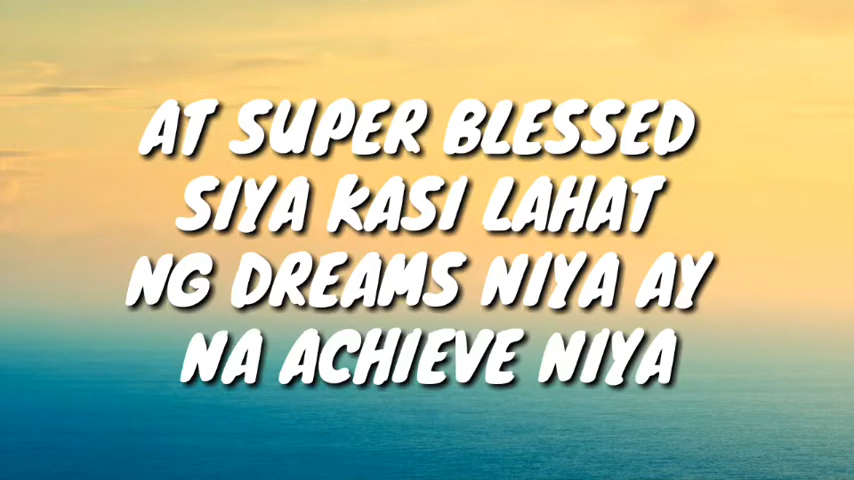 AT SUPER BLESSED
SIYA KASI LAHAT
NG DREAMS NIYA AY
NA ACHIEVE NIYA